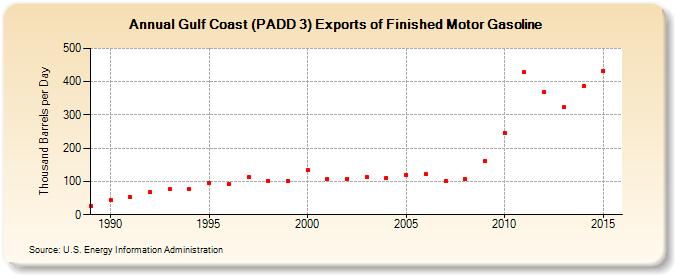 Annual Gulf Coast (PADD 3) Exports of Finished Motor Gasoline
Thousand Barrels per Day
500
400
300
200
100
0
1990 1995 2000 2005 2010 2015
Source: U.S. Energy Information Administration